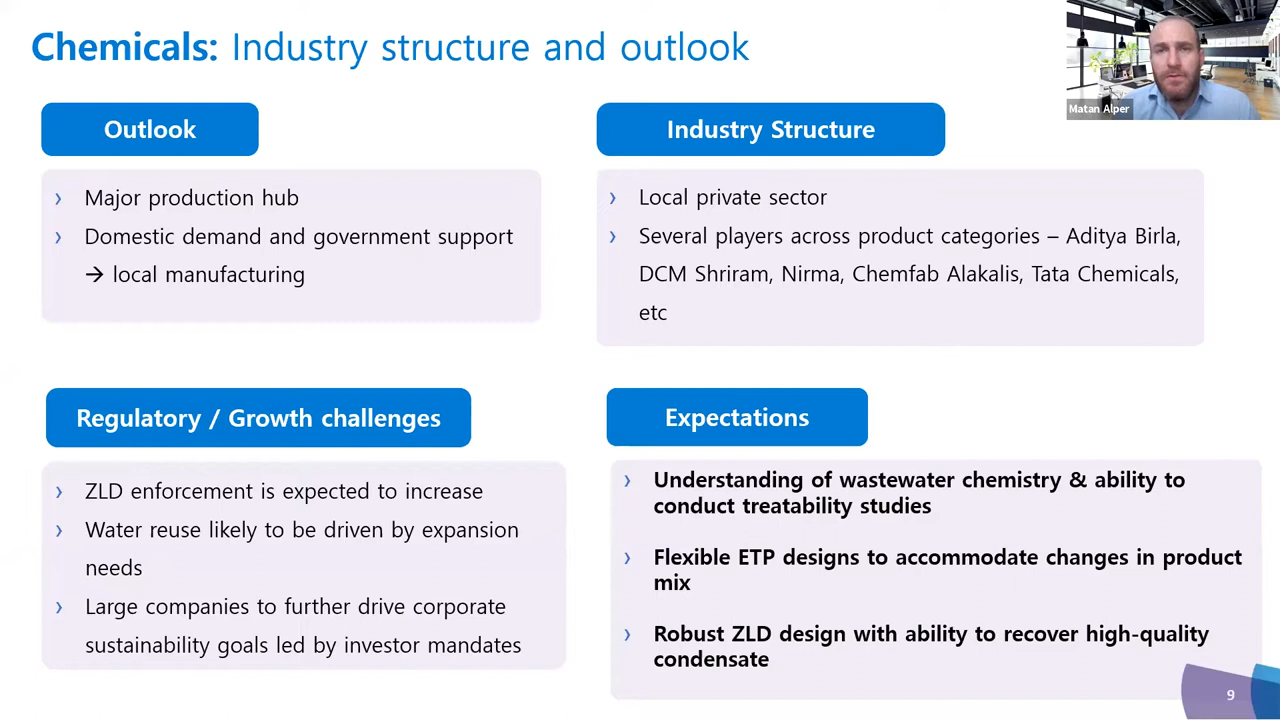 Chemicals: Industry structure and outlook
Matan Alper
Outlook
› Major production hub
› Domestic demand and government support
→ local manufacturing
Industry Structure
› Local private sector
› Several players across product categories – Aditya Birla,
DCM Shriram, Nirma, Chemfab Alakalis, Tata Chemicals,
etc
Regulatory / Growth challenges
› ZLD enforcement is expected to increase
› Water reuse likely to be driven by expansion
needs
› Large companies to further drive corporate
sustainability goals led by investor mandates
Expectations
› Understanding of wastewater chemistry & ability to
conduct treatability studies
› Flexible ETP designs to accommodate changes in product
mix
› Robust ZLD design with ability to recover high-quality
condensate
9